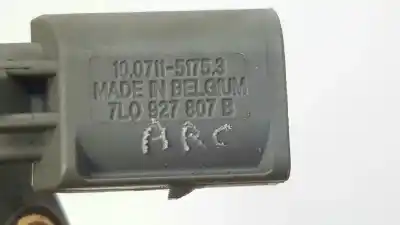 10.0711-5175.3
MADE IN BELGIUM
7L0 927 807 B
ARC